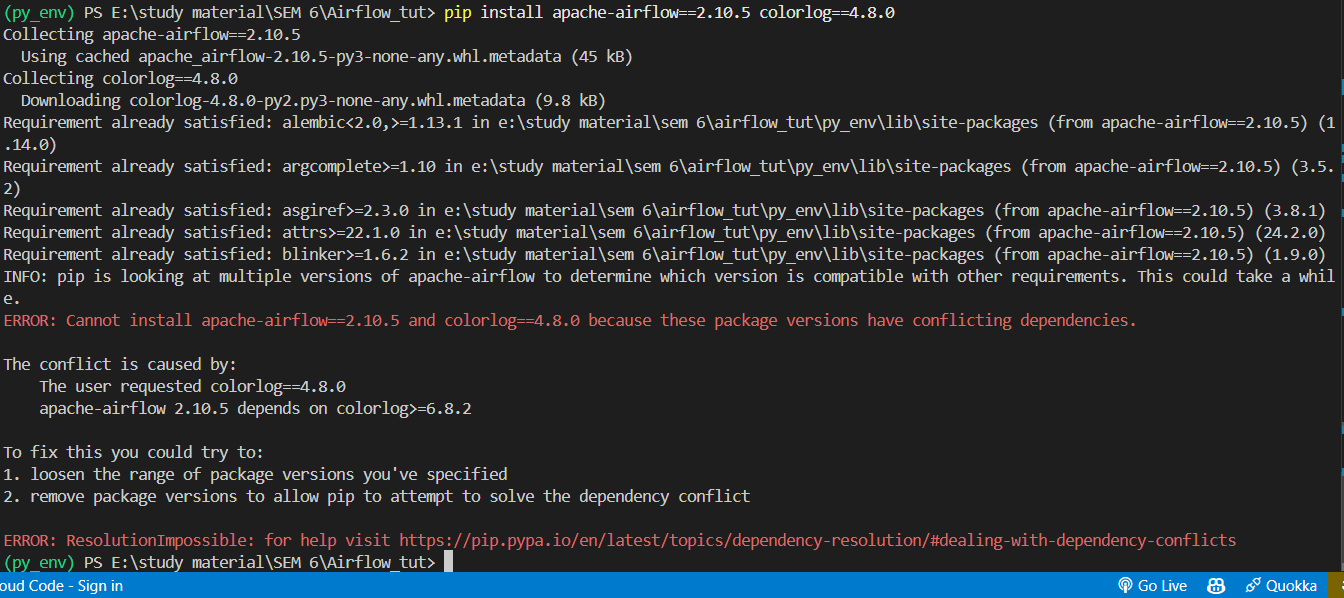 (py_env) PS E:\study material\SEM 6\Airflow_tut> pip install apache-airflow==2.10.5 colorlog==4.8.0
Collecting apache-airflow==2.10.5
  Using cached apache_airflow-2.10.5-py3-none-any.whl.metadata (45 kB)
Collecting colorlog==4.8.0
  Downloading colorlog-4.8.0-py2.py3-none-any.whl.metadata (9.8 kB)
Requirement already satisfied: alembic<2.0,>=1.13.1 in e:\study material\sem 6\airflow_tut\py_env\lib\site-packages (from apache-airflow==2.10.5) (1
.14.0)
Requirement already satisfied: argcomplete>=1.10 in e:\study material\sem 6\airflow_tut\py_env\lib\site-packages (from apache-airflow==2.10.5) (3.5.
2)
Requirement already satisfied: asgiref>=2.3.0 in e:\study material\sem 6\airflow_tut\py_env\lib\site-packages (from apache-airflow==2.10.5) (3.8.1)
Requirement already satisfied: attrs>=22.1.0 in e:\study material\sem 6\airflow_tut\py_env\lib\site-packages (from apache-airflow==2.10.5) (24.2.0)
Requirement already satisfied: blinker>=1.6.2 in e:\study material\sem 6\airflow_tut\py_env\lib\site-packages (from apache-airflow==2.10.5) (1.9.0)
INFO: pip is looking at multiple versions of apache-airflow to determine which version is compatible with other requirements. This could take a whil
e.
ERROR: Cannot install apache-airflow==2.10.5 and colorlog==4.8.0 because these package versions have conflicting dependencies.

The conflict is caused by:
    The user requested colorlog==4.8.0
    apache-airflow 2.10.5 depends on colorlog>=6.8.2

To fix this you could try to:
1. loosen the range of package versions you've specified
2. remove package versions to allow pip to attempt to solve the dependency conflict

ERROR: ResolutionImpossible: for help visit https://pip.pypa.io/en/latest/topics/dependency-resolution/#dealing-with-dependency-conflicts
(py_env) PS E:\study material\SEM 6\Airflow_tut>
oud Code - Sign in Go Live Quokka